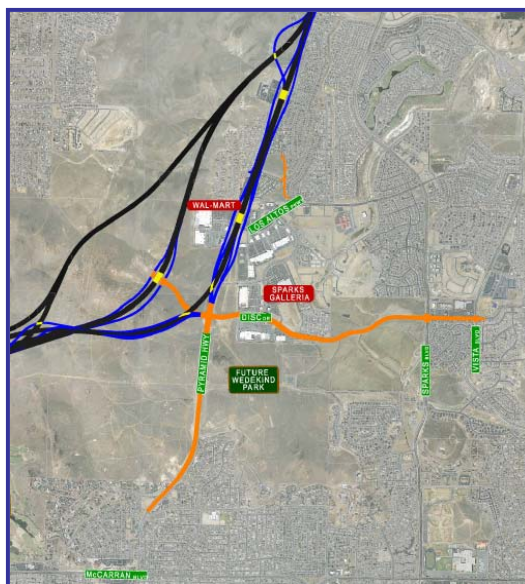 WAL-MART
LOS ALTOS PKWY
SPARKS
GALLERIA
DISC DR
PYRAMID HWY
FUTURE
WEDEKIND
PARK
SPARKS BLVD
VISTA BLVD
McCARRAN BLVD